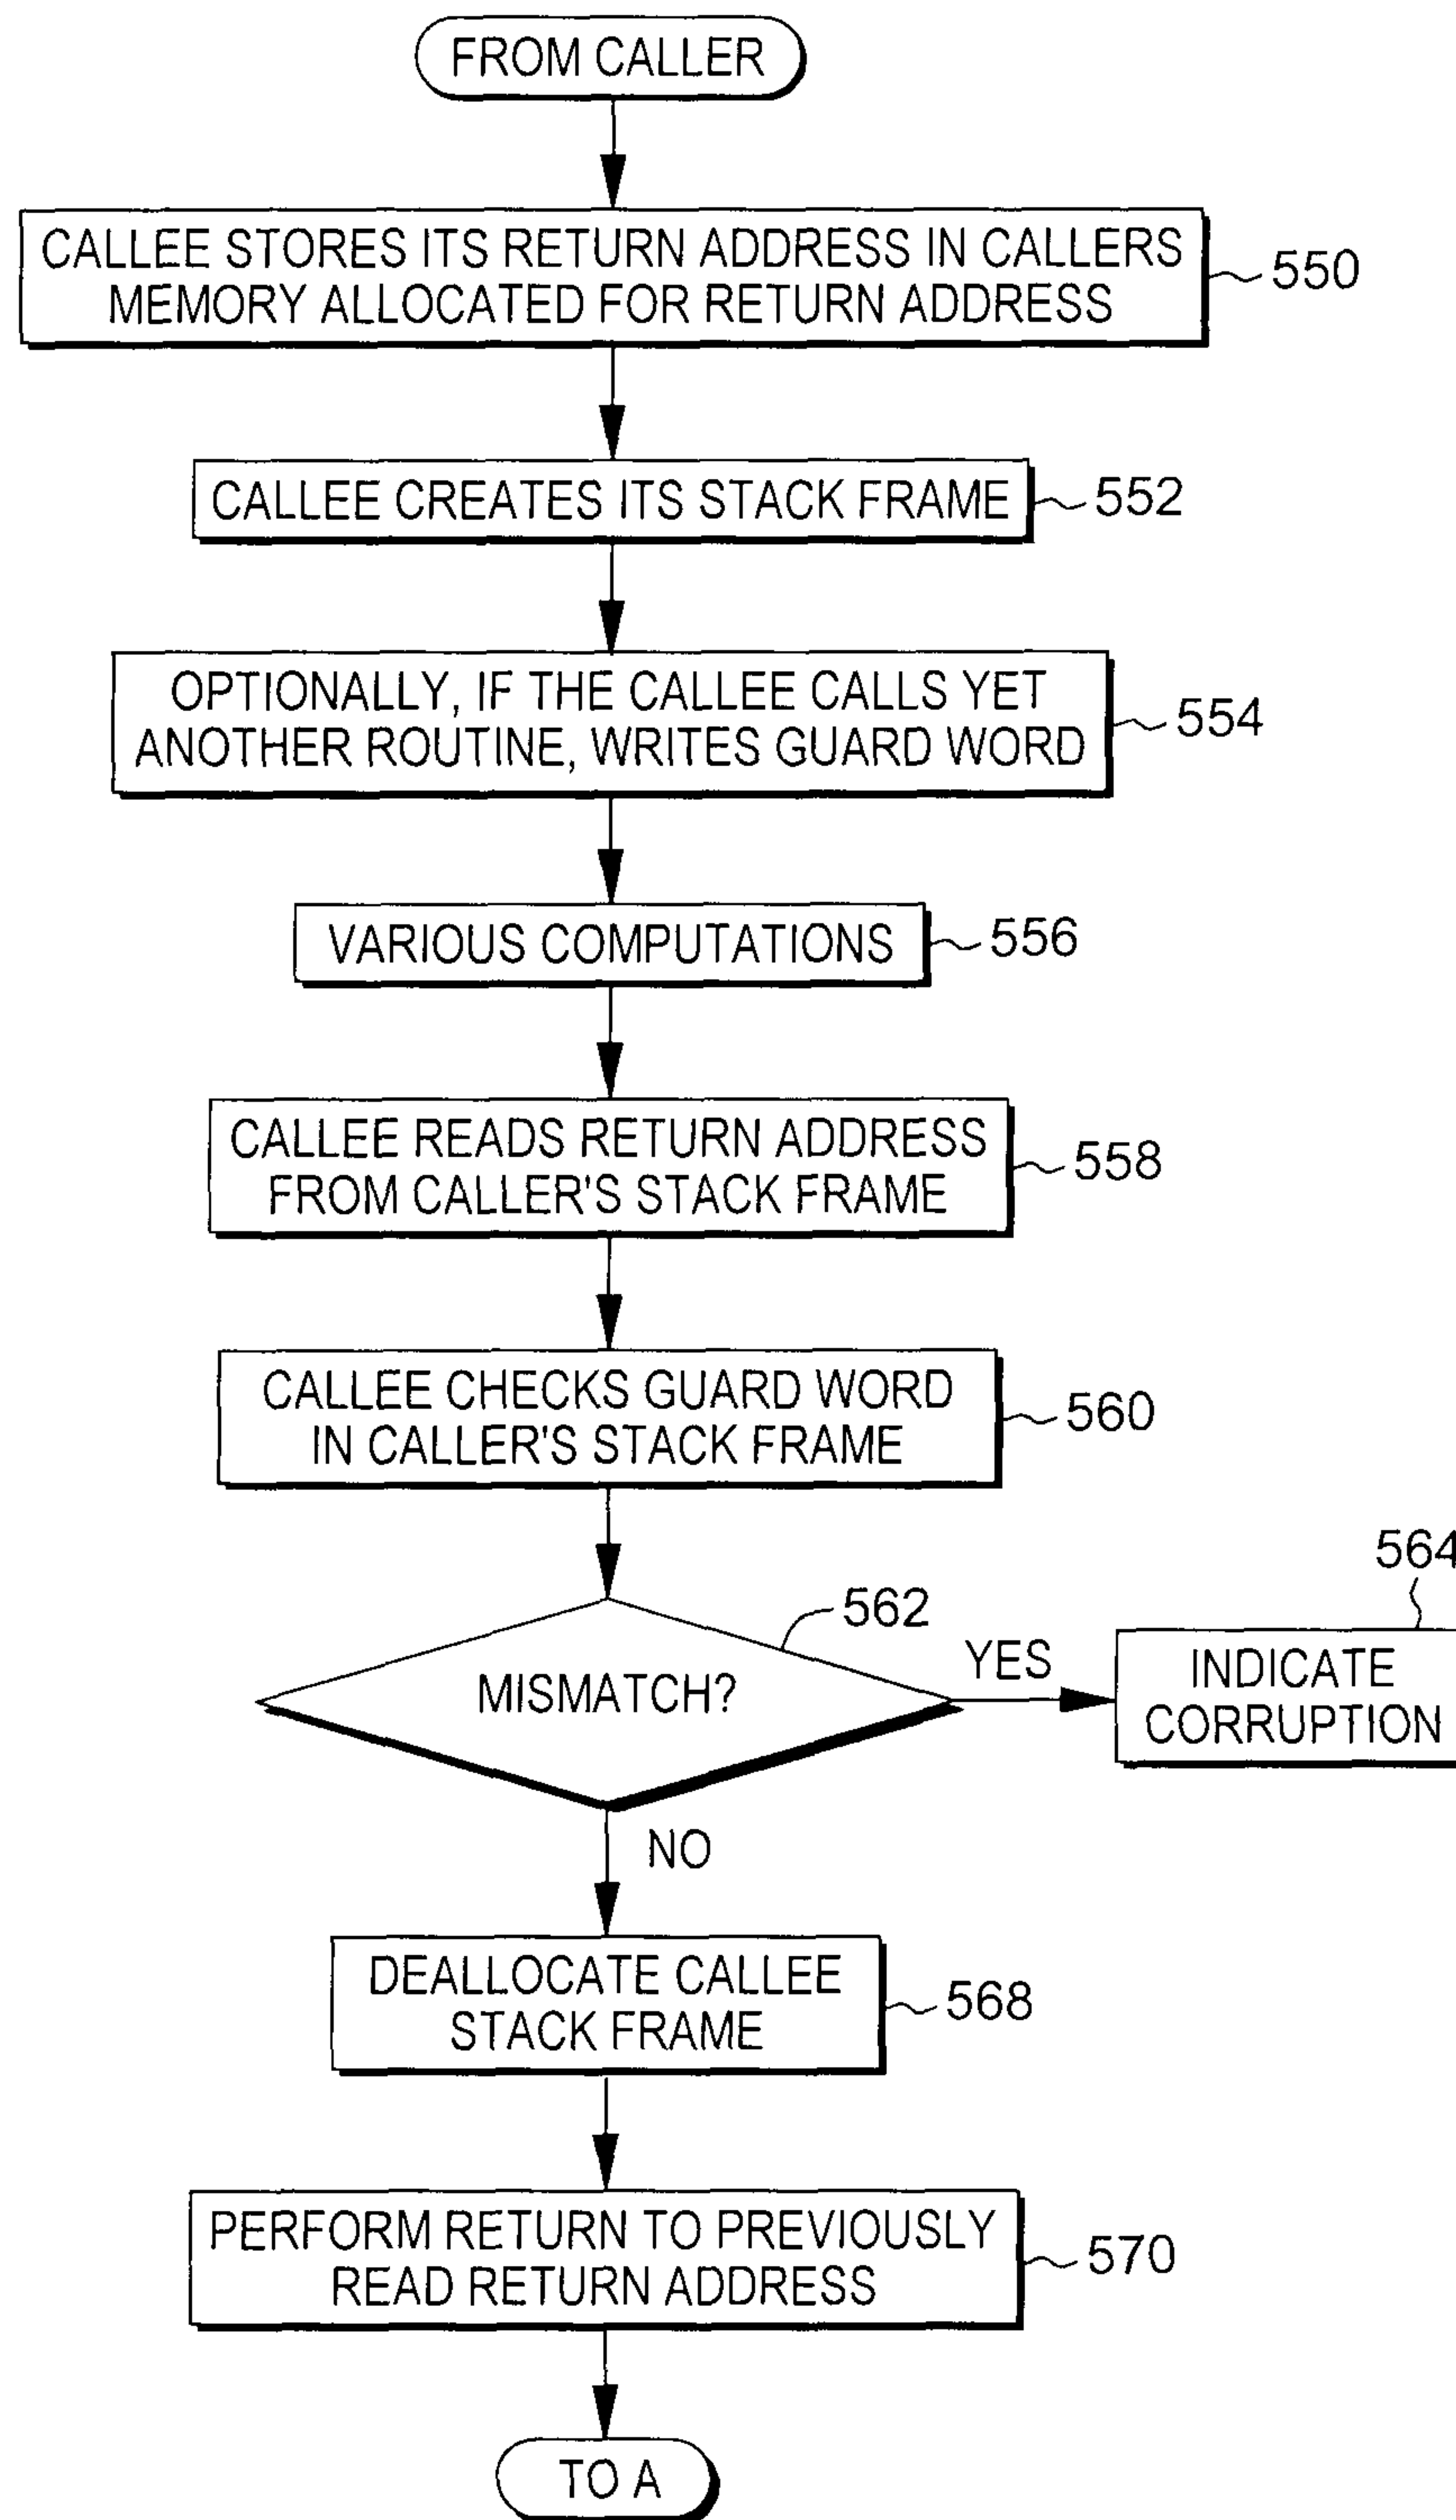 FROM CALLER
CALLEE STORES ITS RETURN ADDRESS IN CALLERS
MEMORY ALLOCATED FOR RETURN ADDRESS
550
CALLEE CREATES ITS STACK FRAME
552
OPTIONALLY, IF THE CALLEE CALLS YET
ANOTHER ROUTINE, WRITES GUARD WORD
554
VARIOUS COMPUTATIONS
556
CALLEE READS RETURN ADDRESS
FROM CALLER'S STACK FRAME
558
CALLEE CHECKS GUARD WORD
IN CALLER'S STACK FRAME
560
MISMATCH?
562
YES
564
INDICATE
CORRUPTION
NO
DEALLOCATE CALLEE
STACK FRAME
568
PERFORM RETURN TO PREVIOUSLY
READ RETURN ADDRESS
570
TO A